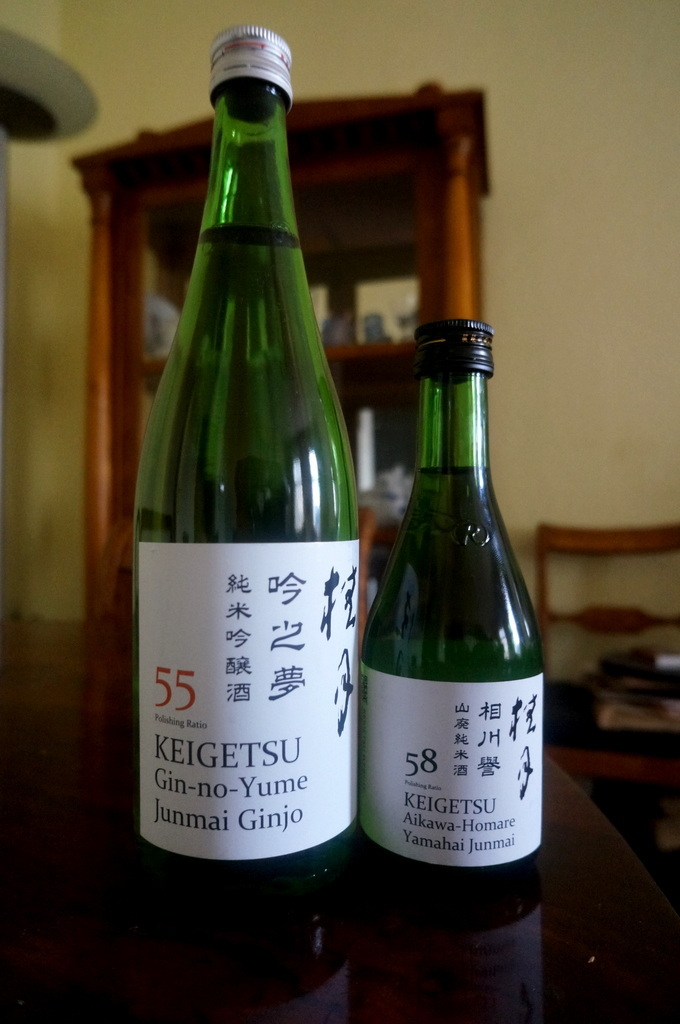 桂月
吟之夢
純米吟醸酒
55
Polishing Ratio
KEIGETSU
Gin-no-Yume
Junmai Ginjo
桂月
相川譽
山廃純米酒
58
Polishing Ratio
KEIGETSU
Aikawa-Homare
Yamahai Junmai
R